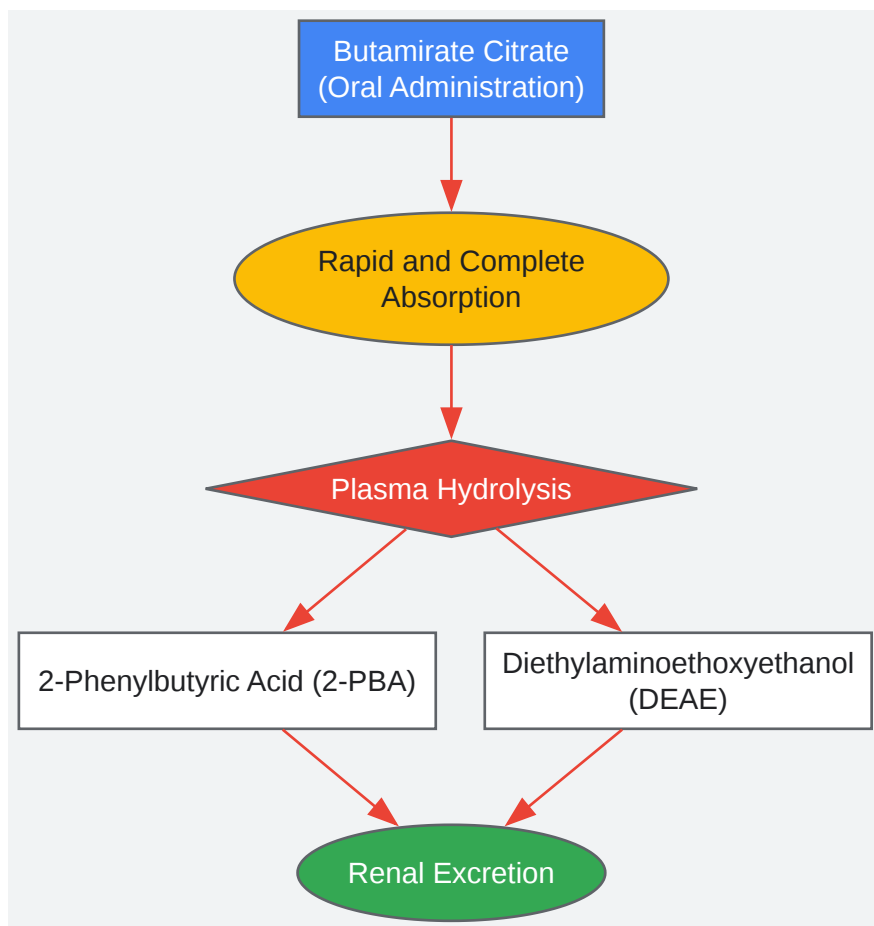 Butamirate Citrate
(Oral Administration)
Rapid and Complete
Absorption
Plasma Hydrolysis
2-Phenylbutyric Acid (2-PBA)
Diethylaminoethoxyethanol
(DEAE)
Renal Excretion